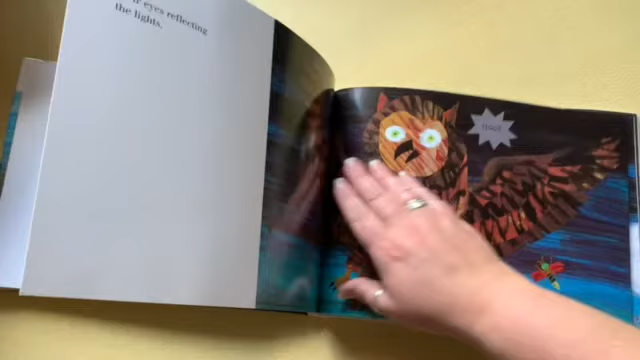 eyes reflecting
the lights.
Hoot